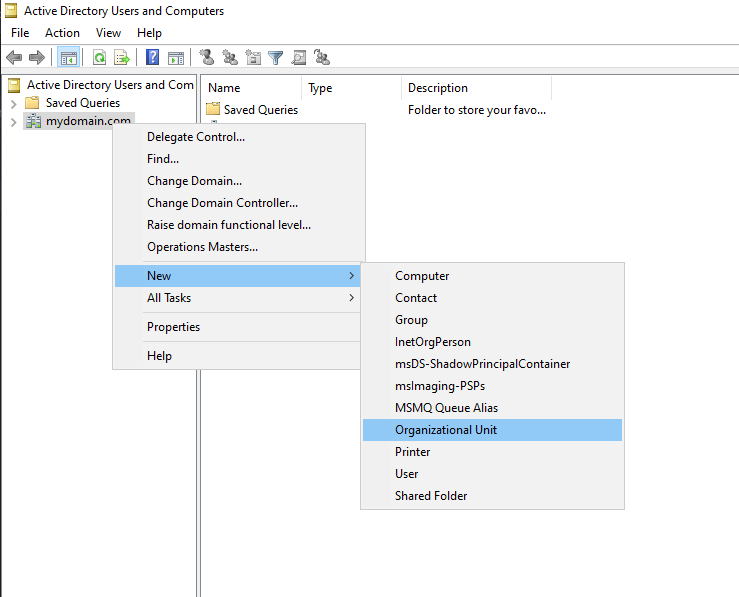 Active Directory Users and Computers
File Action View Help
Active Directory Users and Com
Saved Queries
mydomain.com
Name Type Description
Saved Queries Folder to store your favo...
Delegate Control...
Find...
Change Domain...
Change Domain Controller...
Raise domain functional level...
Operations Masters...
New
All Tasks
Properties
Help
Computer
Contact
Group
InetOrgPerson
msDS-ShadowPrincipalContainer
msImaging-PSPs
MSMQ Queue Alias
Organizational Unit
Printer
User
Shared Folder